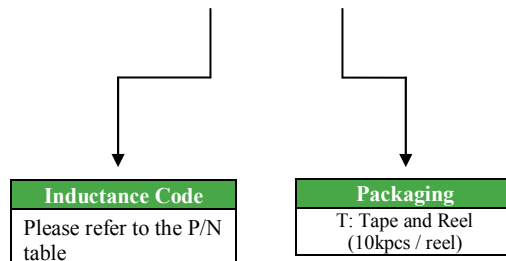 Inductance Code
Please refer to the P/N
table
Packaging
T: Tape and Reel
(10kpcs / reel)